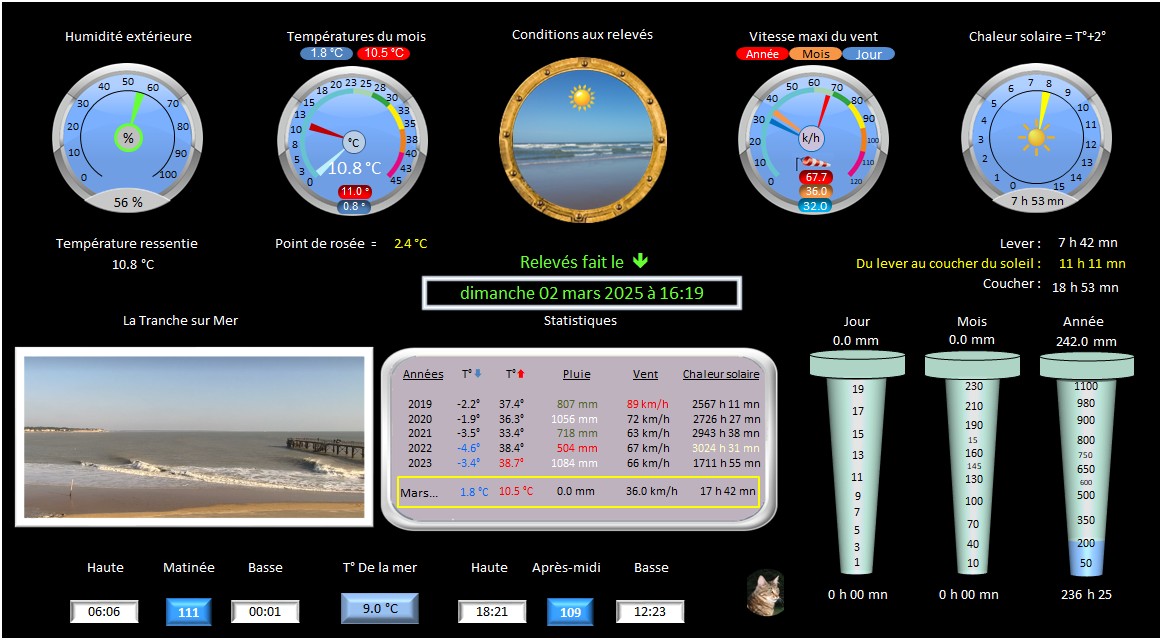 Humidité extérieure
0
10
20
30
40
50
60
70
80
90
100
%
56 %
Température ressentie
10.8 °C
Températures du mois
1.8 °C 10.5 °C
0
3
5
8
10
13
15
18
20
23
25
28
30
33
35
38
40
43
45
°C
10.8 °C
11.0 °
0.8 °
Point de rosée = 2.4 °C
Conditions aux relevés
Vitesse maxi du vent
Année Mois Jour
0
10
20
30
40
50
60
70
80
90
100
110
120
k/h
67.7
36.0
32.0
Chaleur solaire = T°+2°
0
1
2
3
4
5
6
7
8
9
10
11
12
13
14
15
7 h 53 mn
Lever : 7 h 42 mn
Du lever au coucher du soleil : 11 h 11 mn
Coucher : 18 h 53 mn
Relevés fait le
dimanche 02 mars 2025 à 16:19
La Tranche sur Mer
Statistiques
Années T° T° Pluie Vent Chaleur solaire
2019 -2.2° 37.4° 807 mm 89 km/h 2567 h 11 mn
2020 -1.9° 36.3° 1056 mm 72 km/h 2726 h 27 mn
2021 -3.5° 33.4° 718 mm 63 km/h 2943 h 38 mn
2022 -4.6° 38.4° 504 mm 67 km/h 3024 h 31 mn
2023 -3.4° 38.7° 1084 mm 66 km/h 1711 h 55 mn
Mars... 1.8 °C 10.5 °C 0.0 mm 36.0 km/h 17 h 42 mn
Jour
0.0 mm
19
17
15
13
11
9
7
5
3
1
0 h 00 mn
Mois
0.0 mm
230
210
190
15
160
145
130
100
70
40
10
0 h 00 mn
Année
242.0 mm
1100
980
900
800
750
650
600
500
350
200
50
236 h 25
Haute Matinée Basse T° De la mer Haute Après-midi Basse
06:06 111 00:01 9.0 °C 18:21 109 12:23